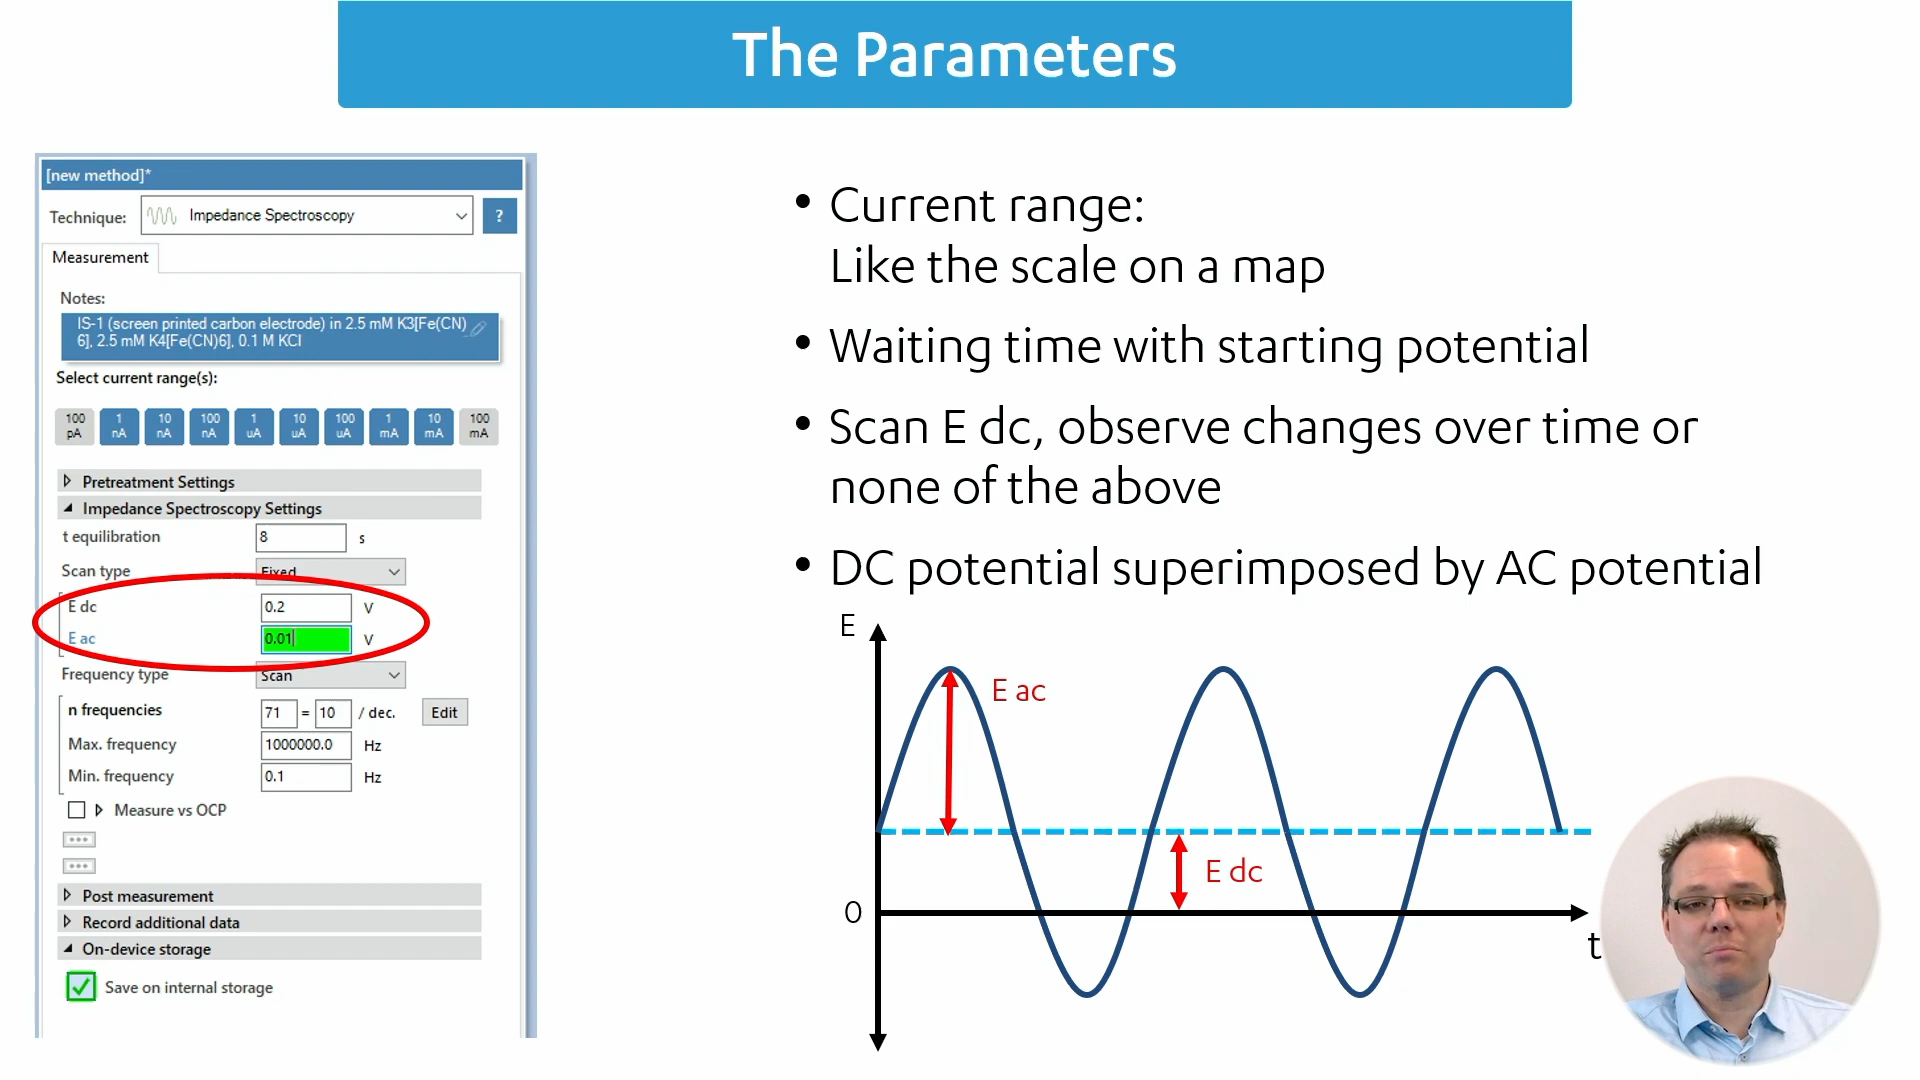 The Parameters
[new method]*
Technique: Impedance Spectroscopy ?
Measurement
Notes:
IS-1 (screen printed carbon electrode) in 2.5 mM K3[Fe(CN)
6], 2.5 mM K4[Fe(CN)6], 0.1 M KCl
Select current range(s):
100 pA 1 nA 10 nA 100 nA 1 uA 10 uA 100 uA 1 mA 10 mA 100 mA
Pretreatment Settings
Impedance Spectroscopy Settings
t equilibration 8 s
Scan type Fixed
E dc 0.2 V
E ac 0.01 V
Frequency type Scan
n frequencies 71 = 10 / dec. Edit
Max. frequency 1000000.0 Hz
Min. frequency 0.1 Hz
Measure vs OCP
Post measurement
Record additional data
On-device storage
Save on internal storage
• Current range:
Like the scale on a map
• Waiting time with starting potential
• Scan E dc, observe changes over time or
none of the above
• DC potential superimposed by AC potential
E
E ac
E dc
0
t